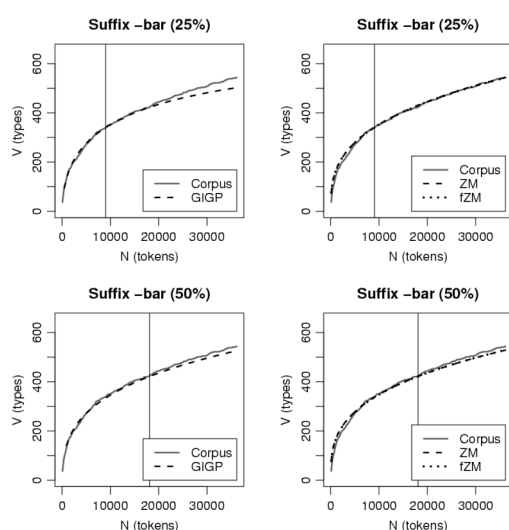 Suffix −bar (25%)
V (types)
600
400
200
0
Corpus
GIGP
0 10000 20000 30000
N (tokens)
Suffix −bar (25%)
V (types)
600
400
200
0
Corpus
ZM
fZM
0 10000 20000 30000
N (tokens)
Suffix −bar (50%)
V (types)
600
400
200
0
Corpus
GIGP
0 10000 20000 30000
N (tokens)
Suffix −bar (50%)
V (types)
600
400
200
0
Corpus
ZM
fZM
0 10000 20000 30000
N (tokens)